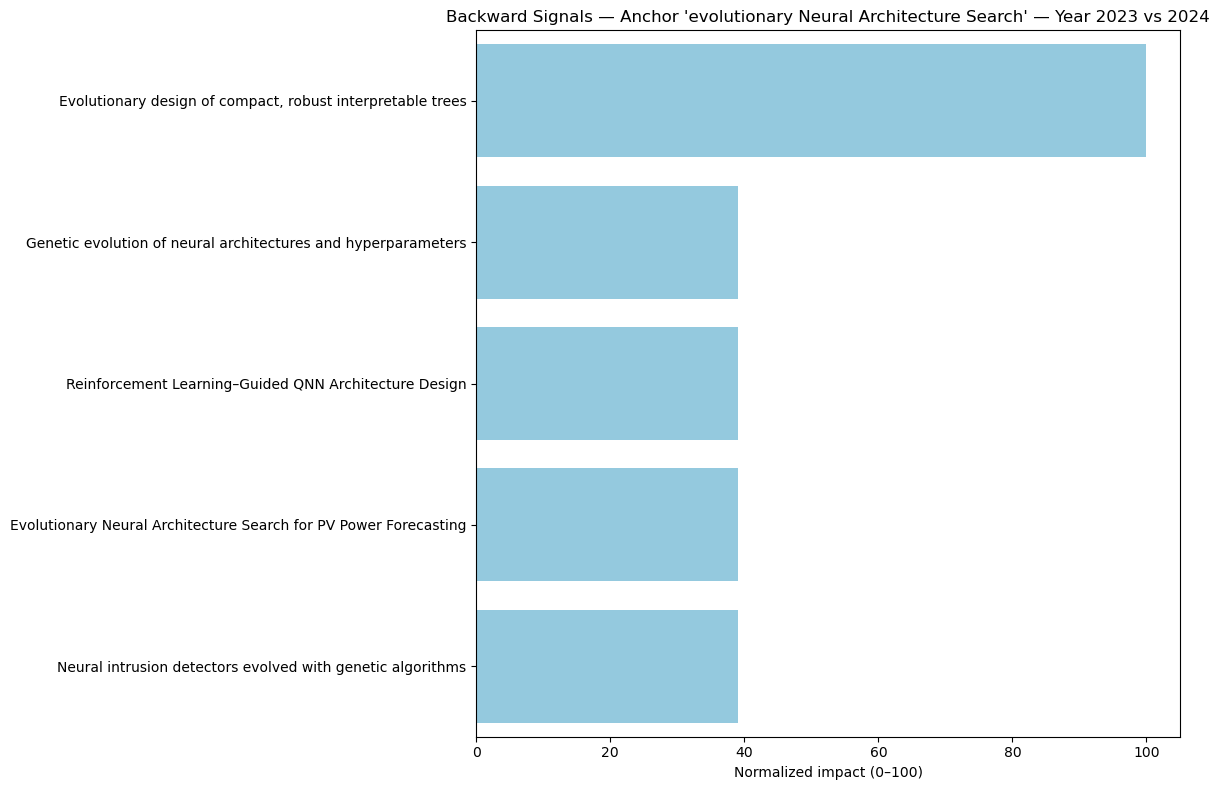 Backward Signals — Anchor 'evolutionary Neural Architecture Search' — Year 2023 vs 2024
Evolutionary design of compact, robust interpretable trees
Genetic evolution of neural architectures and hyperparameters
Reinforcement Learning–Guided QNN Architecture Design
Evolutionary Neural Architecture Search for PV Power Forecasting
Neural intrusion detectors evolved with genetic algorithms
0 20 40 60 80 100
Normalized impact (0–100)